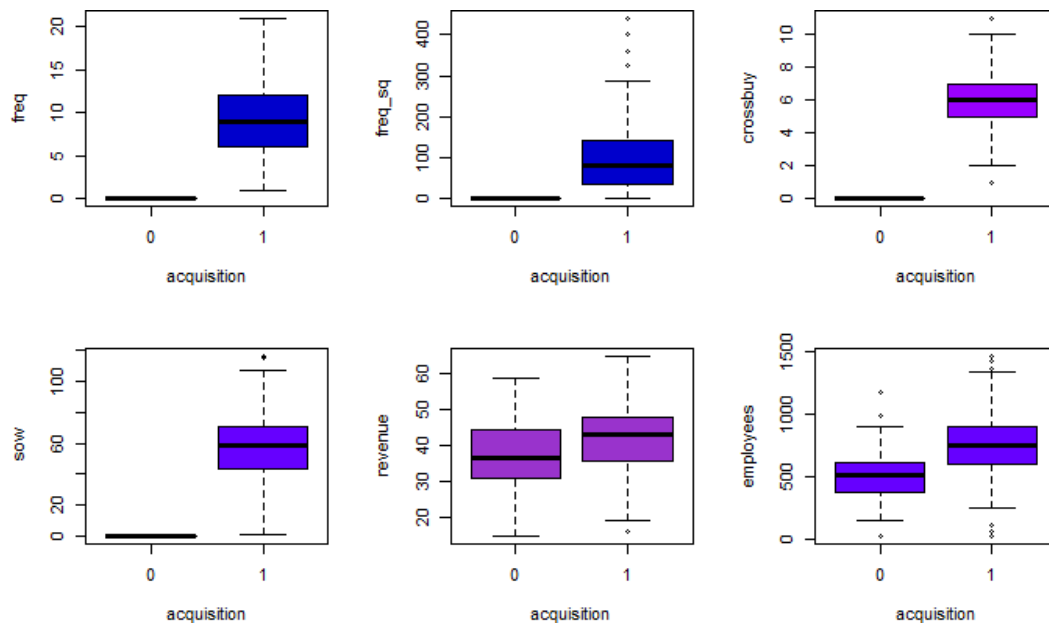 freq
20
15
10
5
0
0 1
acquisition
freq_sq
400
300
200
100
0
0 1
acquisition
crossbuy
10
8
6
4
2
0
0 1
acquisition
sow
100
60
20
0
0 1
acquisition
revenue
60
50
40
30
20
0 1
acquisition
employees
1500
1000
500
0
0 1
acquisition